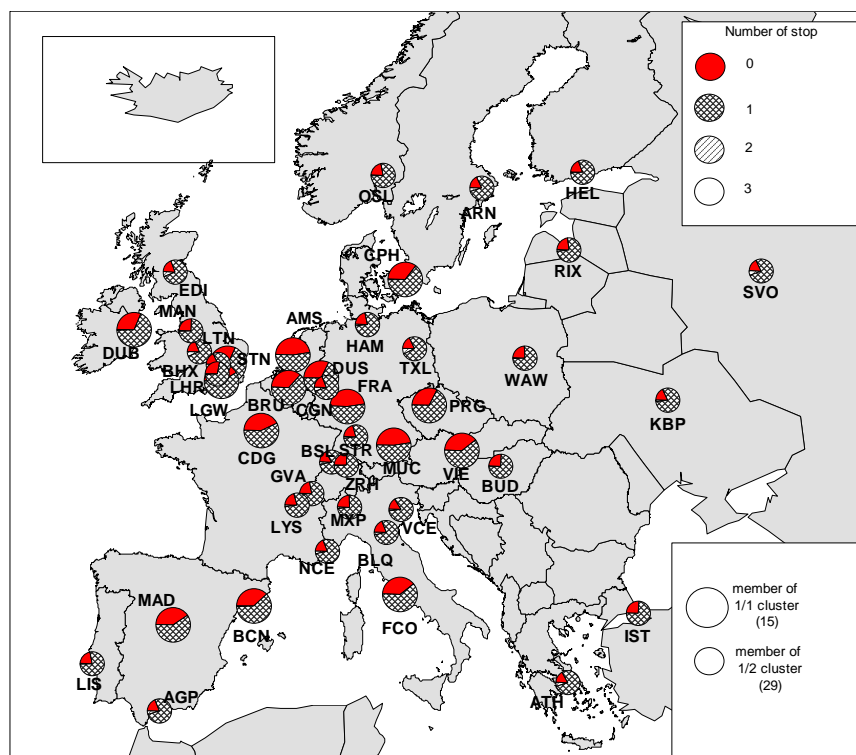 Number of stop
0
1
2
3
OSL
ARN
HEL
CPH
RIX
SVO
EDI
MAN
AMS
HAM
LTN
DUB
STN
DUS
TXL
BHX
FRA
WAW
LHR
LGW
BRU
CGN
PRG
KBP
CDG
BSL
STR
MUC
VIE
GVA
ZRH
BUD
LYS
MXP
VCE
NCE
BLQ
MAD
BCN
FCO
IST
LIS
AGP
ATH
member of
1/1 cluster
(15)
member of
1/2 cluster
(29)